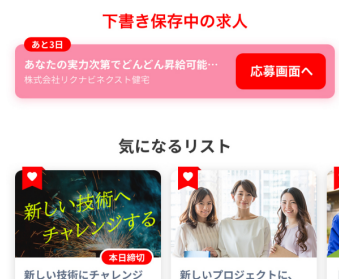 下書き保存中の求人
あと3日
あなたの実力次第でどんどん昇給可能…
株式会社リクナビネクスト健宅
応募画面へ
気になるリスト
新しい技術へ
チャレンジする
本日締切
新しい技術にチャレンジ
新しいプロジェクトに、